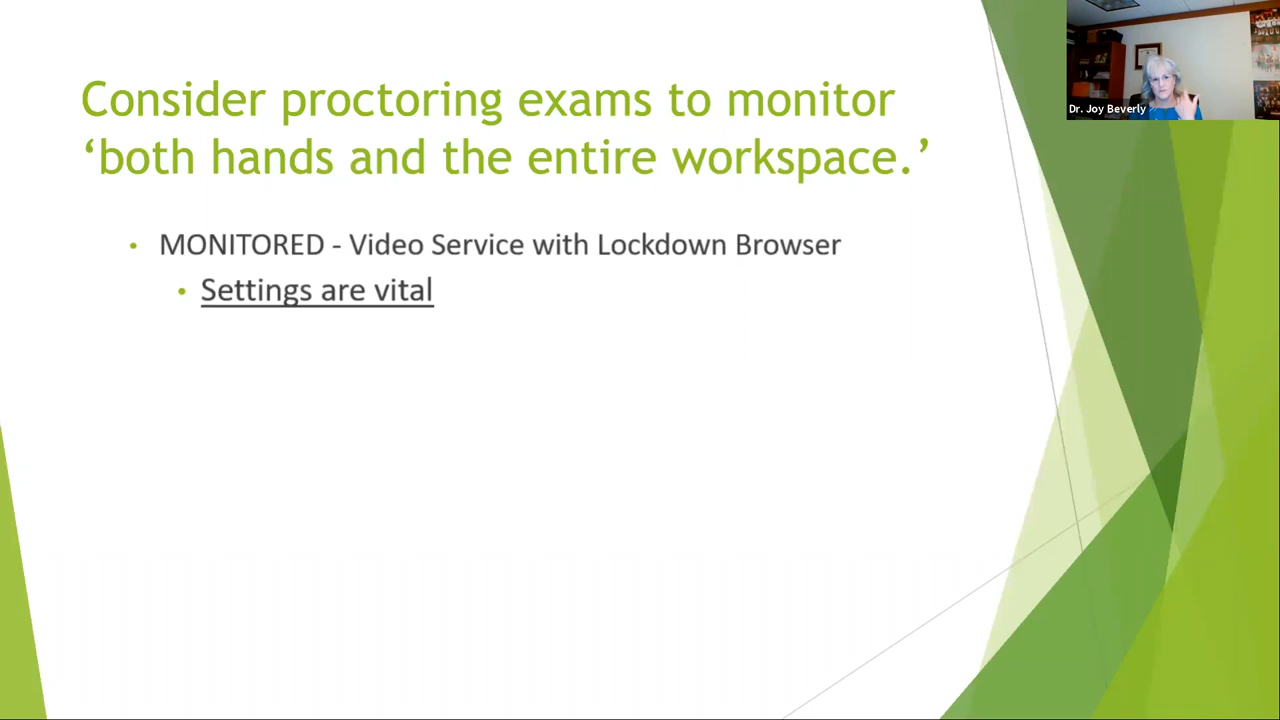 Consider proctoring exams to monitor
‘both hands and the entire workspace.’
• MONITORED - Video Service with Lockdown Browser
• Settings are vital
Dr. Joy Beverly